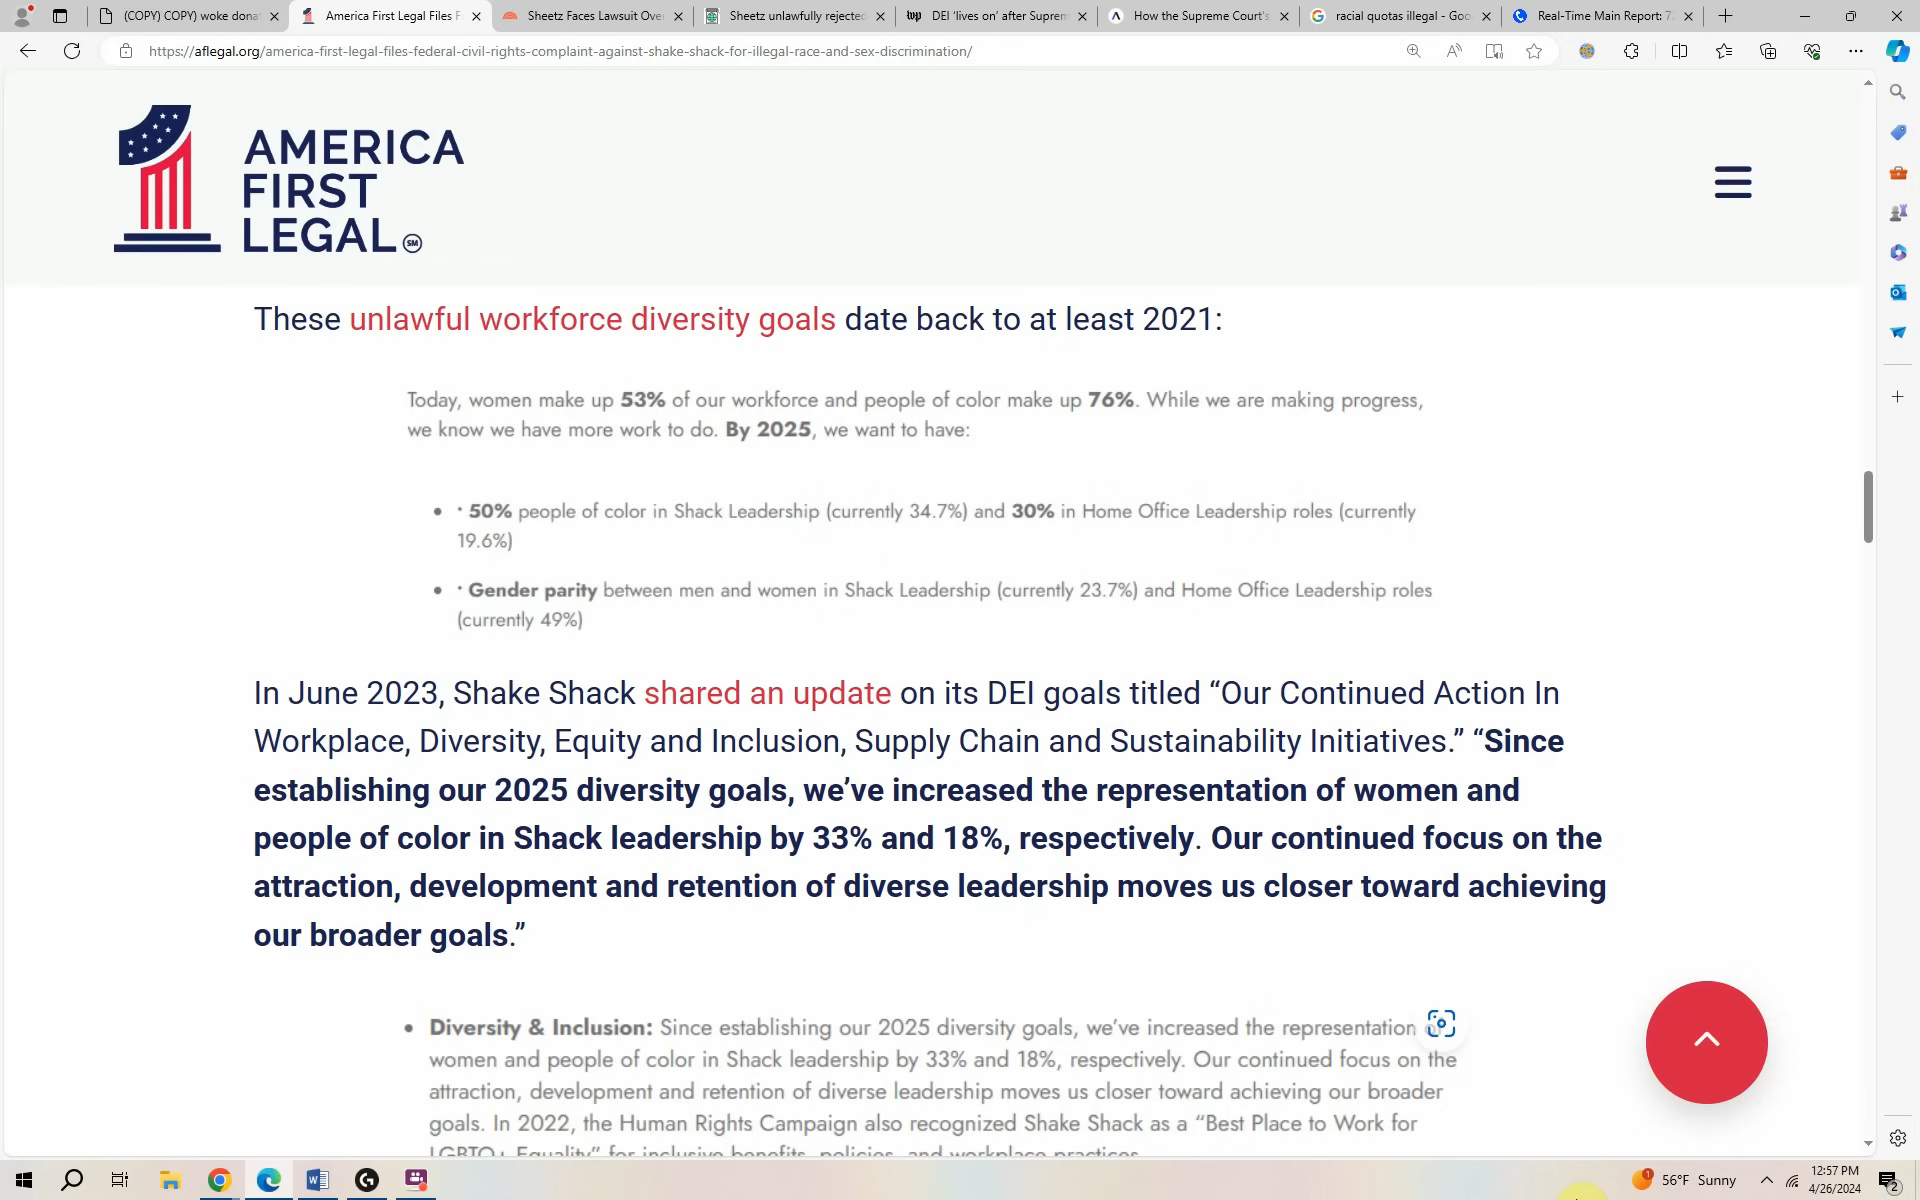 (COPY) COPY) woke dona
America First Legal Files F
Sheetz Faces Lawsuit Ove
Sheetz unlawfully rejected
DEI ‘lives on’ after Suprem
How the Supreme Court's
racial quotas illegal - Goo
Real-Time Main Report: 7
https://aflegal.org/america-first-legal-files-federal-civil-rights-complaint-against-shake-shack-for-illegal-race-and-sex-discrimination/
AMERICA
FIRST
LEGAL SM
These unlawful workforce diversity goals date back to at least 2021:
Today, women make up 53% of our workforce and people of color make up 76%. While we are making progress,
we know we have more work to do. By 2025, we want to have:
• · 50% people of color in Shack Leadership (currently 34.7%) and 30% in Home Office Leadership roles (currently
19.6%)
• · Gender parity between men and women in Shack Leadership (currently 23.7%) and Home Office Leadership roles
(currently 49%)
In June 2023, Shake Shack shared an update on its DEI goals titled “Our Continued Action In
Workplace, Diversity, Equity and Inclusion, Supply Chain and Sustainability Initiatives.” “Since
establishing our 2025 diversity goals, we’ve increased the representation of women and
people of color in Shack leadership by 33% and 18%, respectively. Our continued focus on the
attraction, development and retention of diverse leadership moves us closer toward achieving
our broader goals.”
• Diversity & Inclusion: Since establishing our 2025 diversity goals, we’ve increased the representation of
women and people of color in Shack leadership by 33% and 18%, respectively. Our continued focus on the
attraction, development and retention of diverse leadership moves us closer toward achieving our broader
goals. In 2022, the Human Rights Campaign also recognized Shake Shack as a “Best Place to Work for
LGBTQ+ Equality” for inclusive benefits, policies, and workplace practices.
1
56°F Sunny
12:57 PM
4/26/2024
2